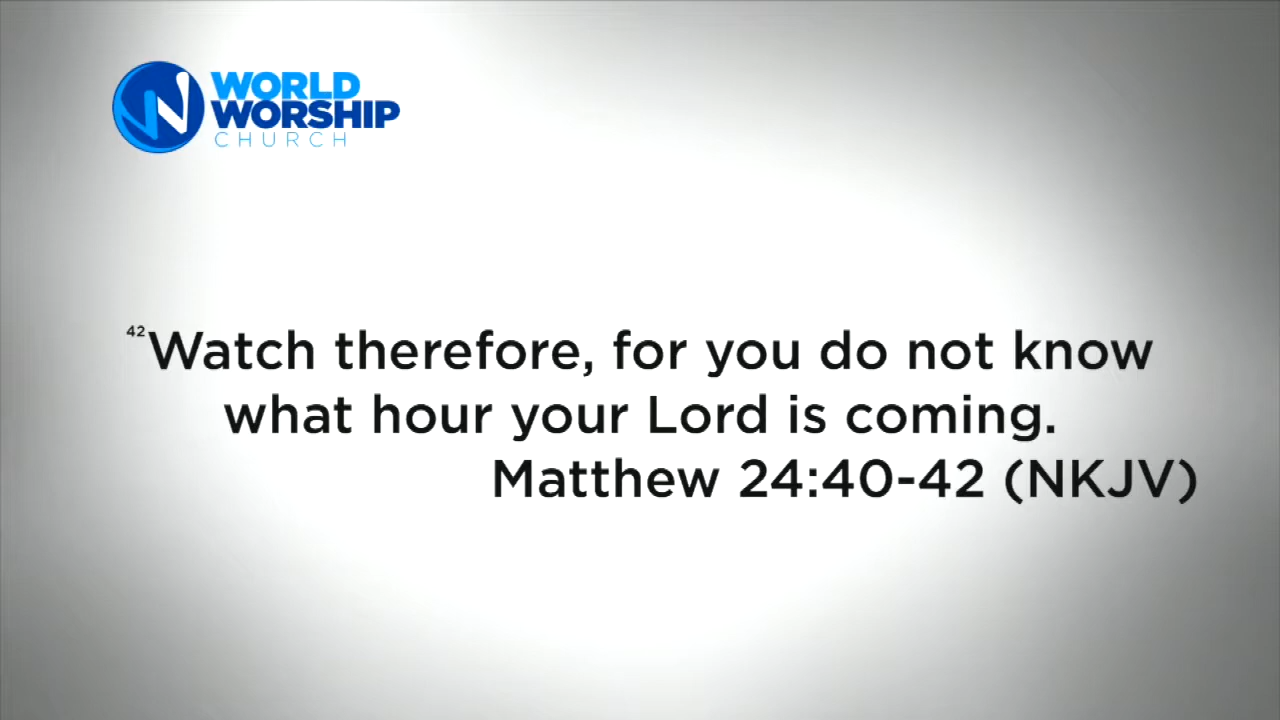 WORLD
WORSHIP
CHURCH
42Watch therefore, for you do not know
what hour your Lord is coming.
Matthew 24:40-42 (NKJV)